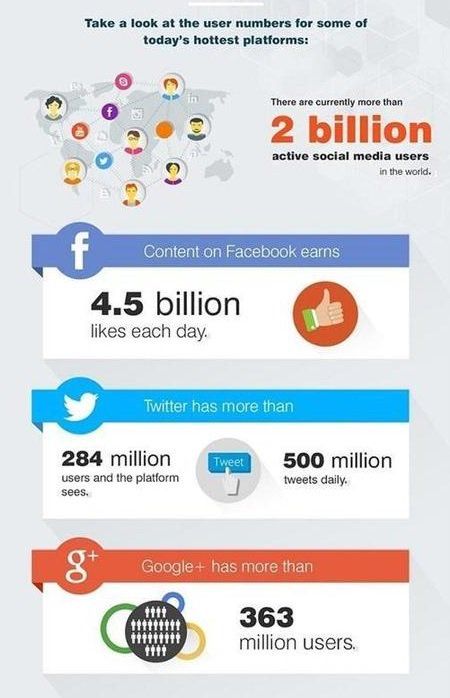 Take a look at the user numbers for some of
today's hottest platforms:
There are currently more than
2 billion
active social media users
in the world.
f
Content on Facebook earns
4.5 billion
likes each day.
Twitter has more than
284 million
users and the platform
sees.
Tweet
500 million
tweets daily.
g+
Google+ has more than
363
million users.